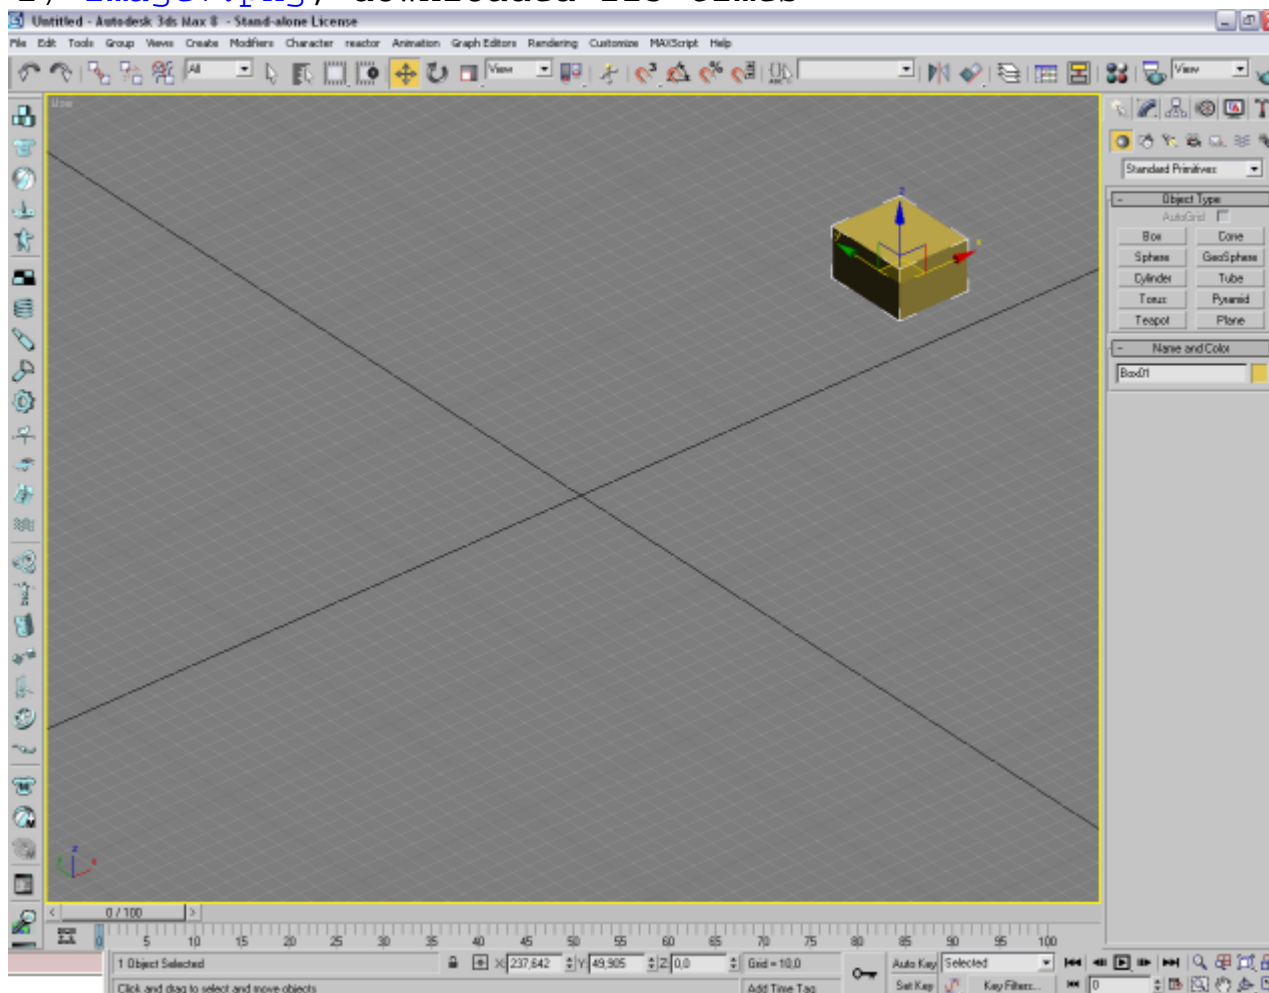 Untitled - Autodesk 3ds Max 8 - Stand-alone License
File Edit Tools Group Views Create Modifiers Character reactor Animation Graph Editors Rendering Customize MAXScript Help
All View View
User
Standard Primitives
- Object Type
AutoGrid
Box Cone
Sphere GeoSphere
Cylinder Tube
Torus Pyramid
Teapot Plane
- Name and Color
Box01
z
y x
z
y x
0 / 100
0 5 10 15 20 25 30 35 40 45 50 55 60 65 70 75 80 85 90 95 100
1 Object Selected X: 237,642 Y: 49,905 Z: 0,0 Grid = 10,0 Auto Key Selected
Click and drag to select and move objects Add Time Tag Set Key Key Filters... 0